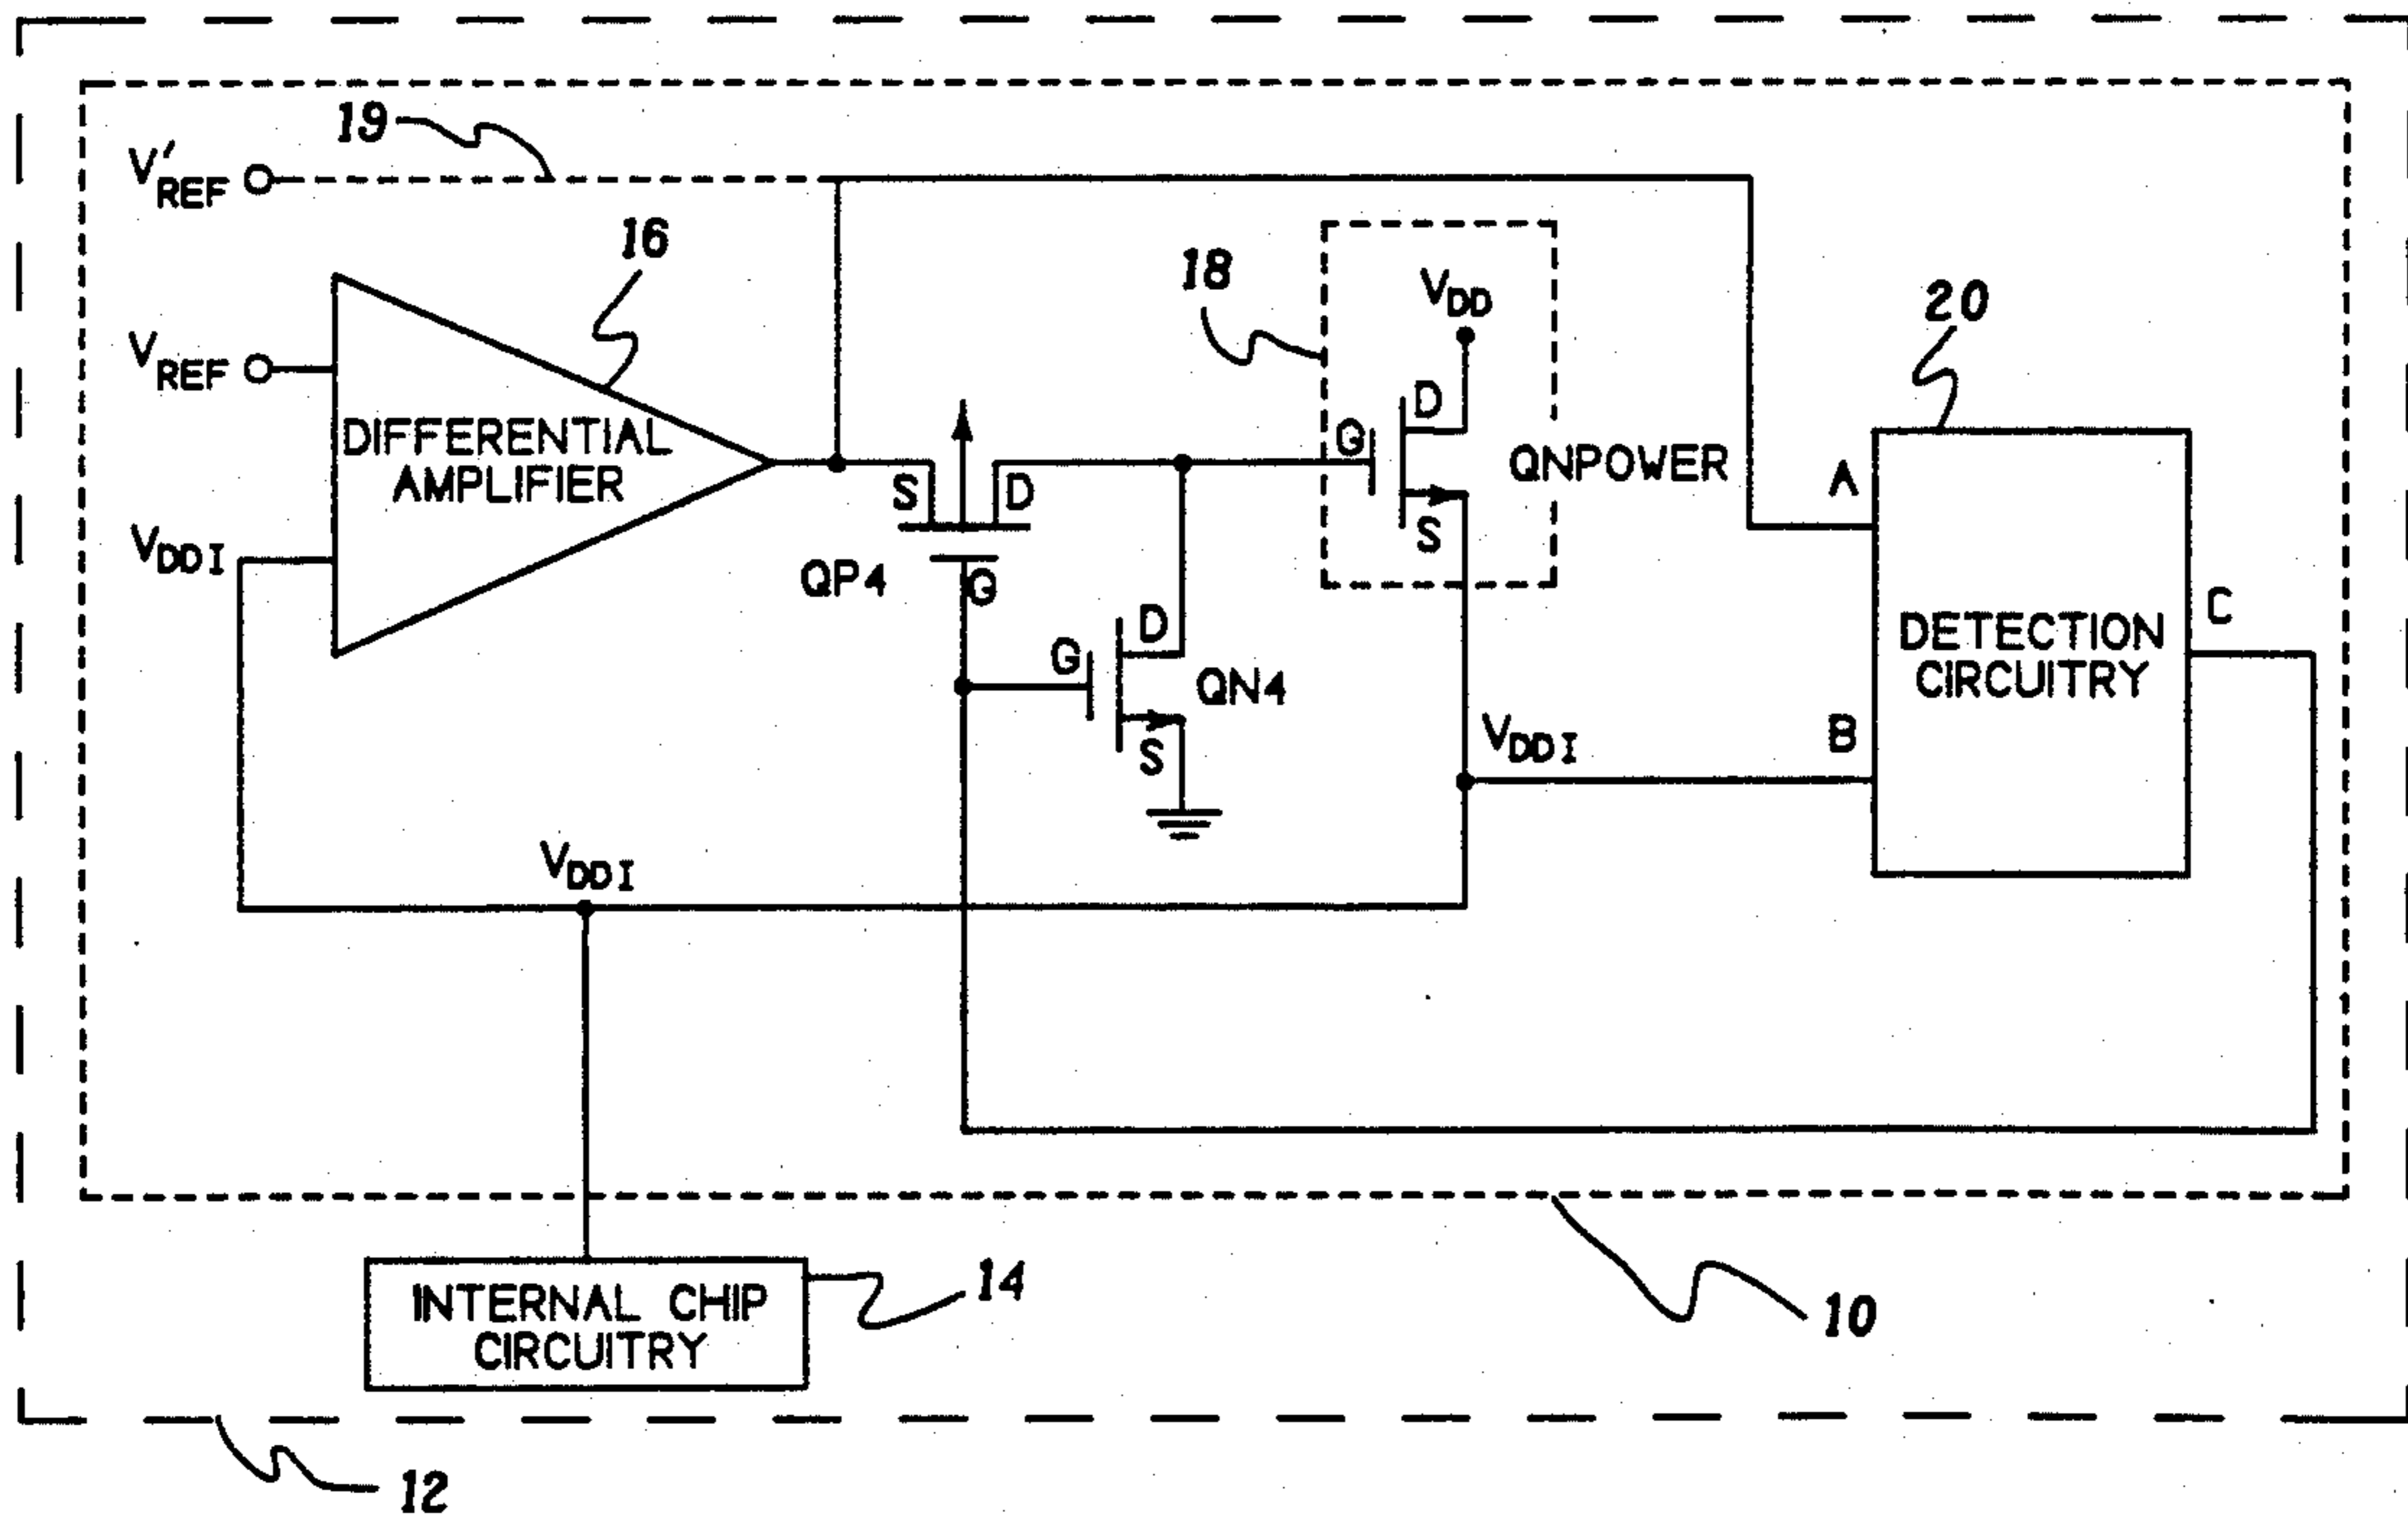 19
V'REF
16
18
VDD
20
VREF
D
DIFFERENTIAL
AMPLIFIER
G
QNPOWER
A
S
D
S
VDDI
QP4
G
D
C
DETECTION
CIRCUITRY
G
QN4
S
VDDI
B
VDDI
INTERNAL CHIP
CIRCUITRY
14
10
12